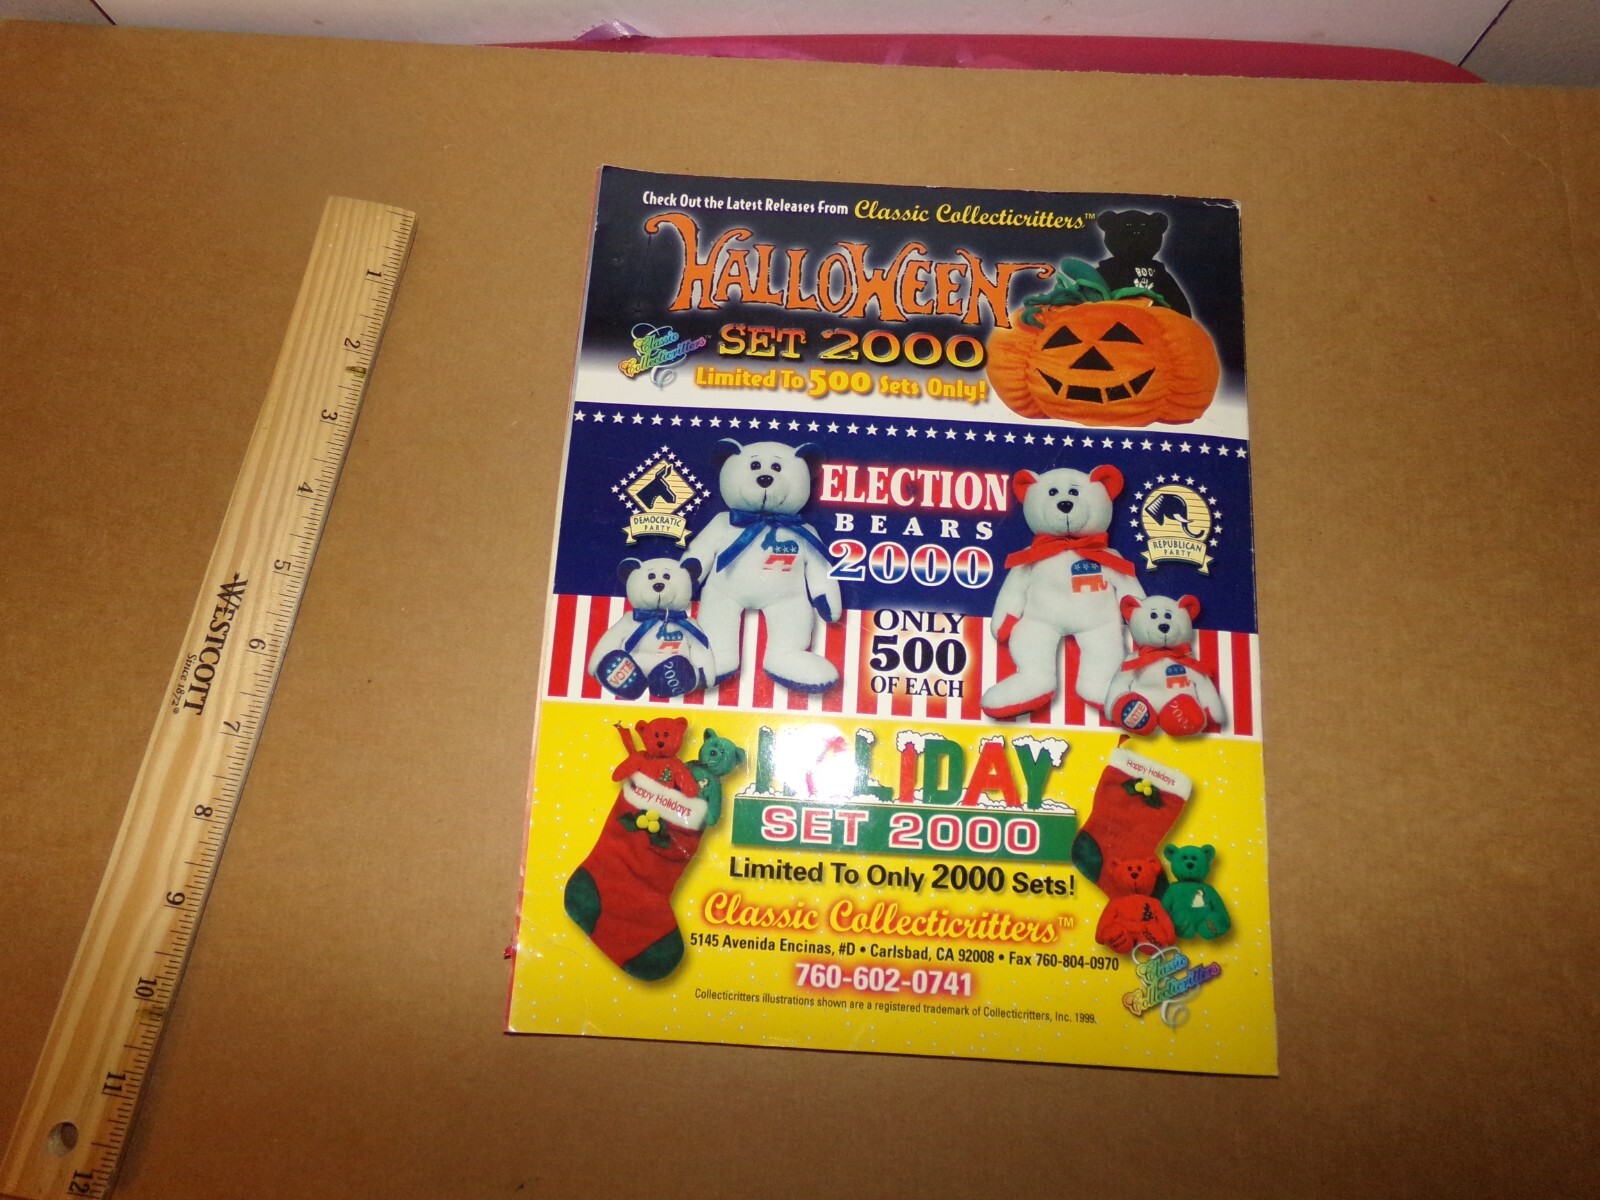 Check Out the Latest Releases From Classic Collecticritters™
HALLOWEEN
SET 2000
Limited To 500 Sets Only!
Classic
Collecticritters™
BOO
ELECTION
BEARS
2000
ONLY
500
OF EACH
DEMOCRATIC
PARTY
REPUBLICAN
PARTY
VOTE
2000
VOTE
2000
HOLIDAY
SET 2000
Limited To Only 2000 Sets!
Happy Holidays
Happy Holidays
Classic Collecticritters™
5145 Avenida Encinas, #D • Carlsbad, CA 92008 • Fax 760-804-0970
760-602-0741
Collecticritters illustrations shown are a registered trademark of Collecticritters, Inc. 1999.
Classic
Collecticritters
WESTCOTT
Since 1872®
1
2
3
4
5
6
7
8
9
10
11
12